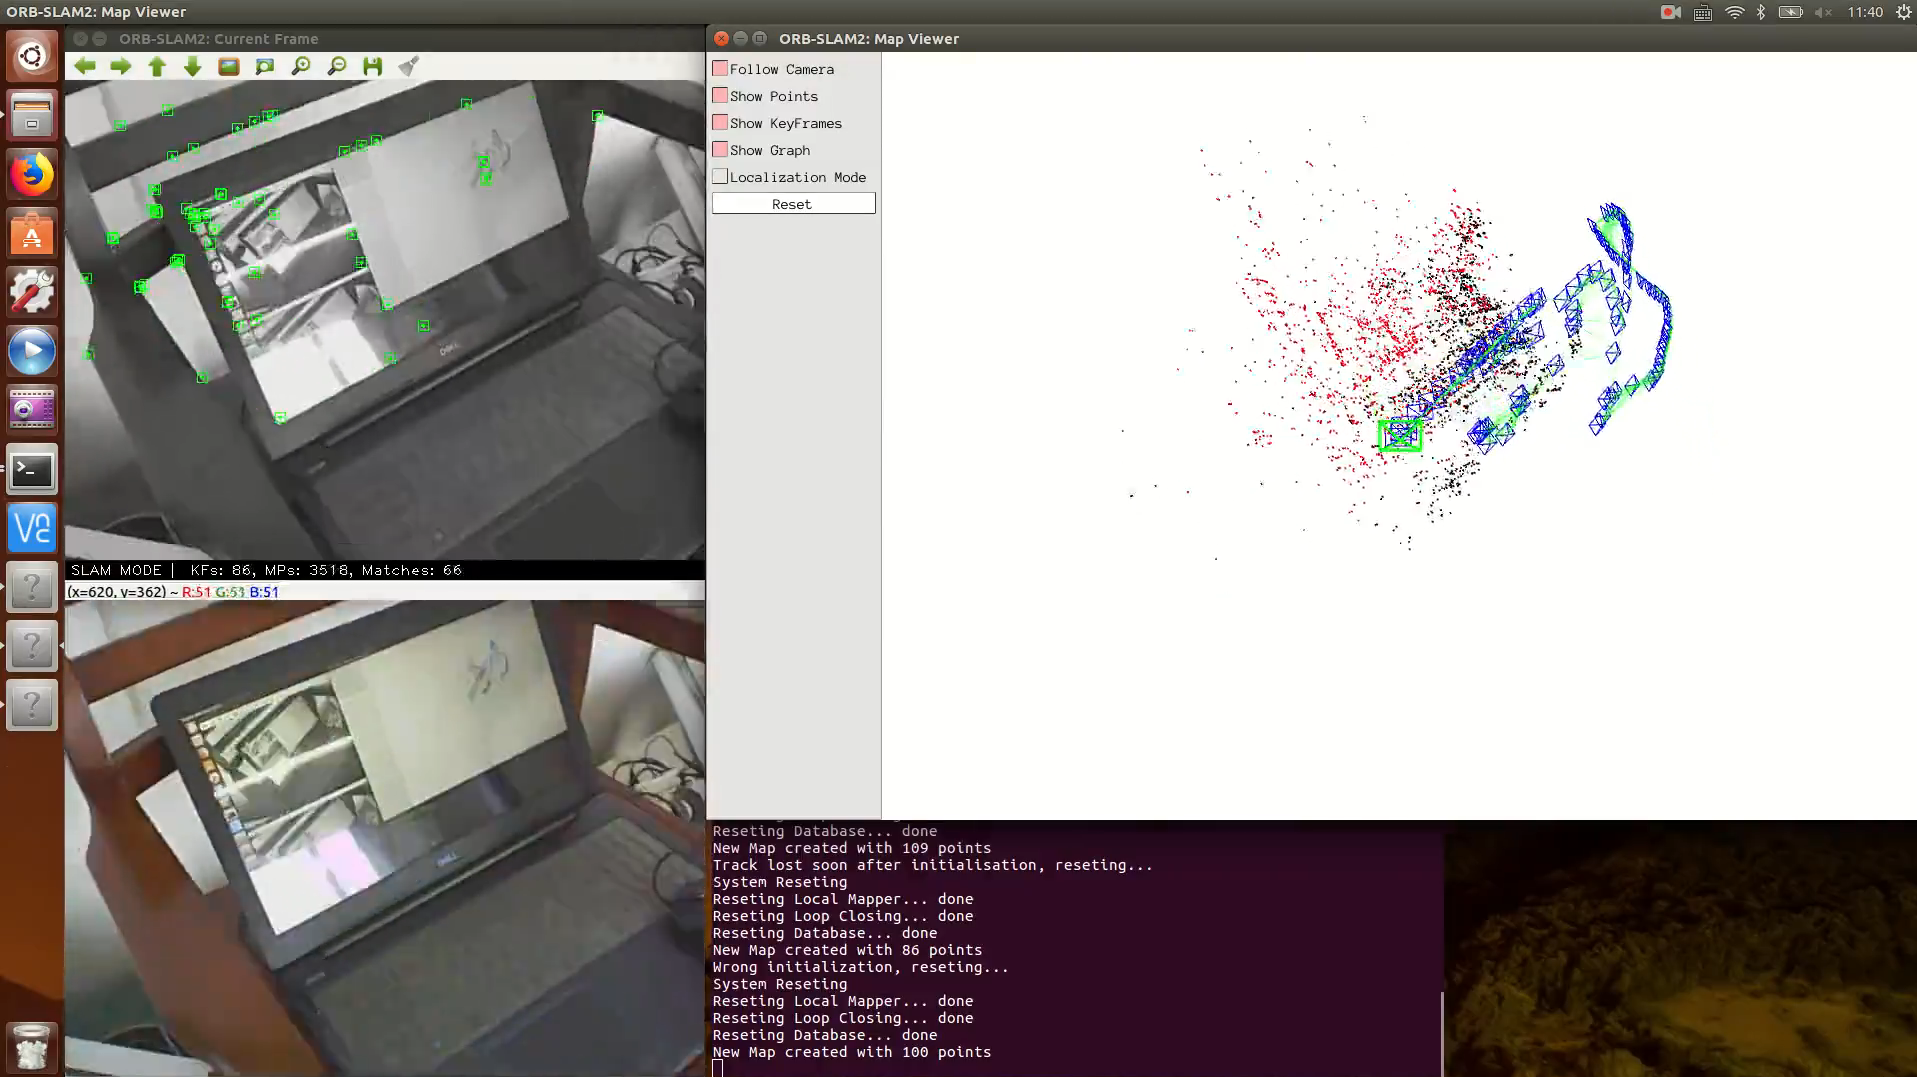 ORB-SLAM2: Map Viewer
11:40
ORB-SLAM2: Current Frame
ORB-SLAM2: Map Viewer
Follow Camera
Show Points
Show KeyFrames
Show Graph
Localization Mode
Reset
DELL
SLAM MODE |  KFs: 86, MPs: 3518, Matches: 66
(x=620, y=362) ~ R:51 G:51 B:51
DELL
Reseting Database... done
New Map created with 109 points
Track lost soon after initialisation, reseting...
System Reseting
Reseting Local Mapper... done
Reseting Loop Closing... done
Reseting Database... done
New Map created with 86 points
Wrong initialization, reseting...
System Reseting
Reseting Local Mapper... done
Reseting Loop Closing... done
Reseting Database... done
New Map created with 100 points